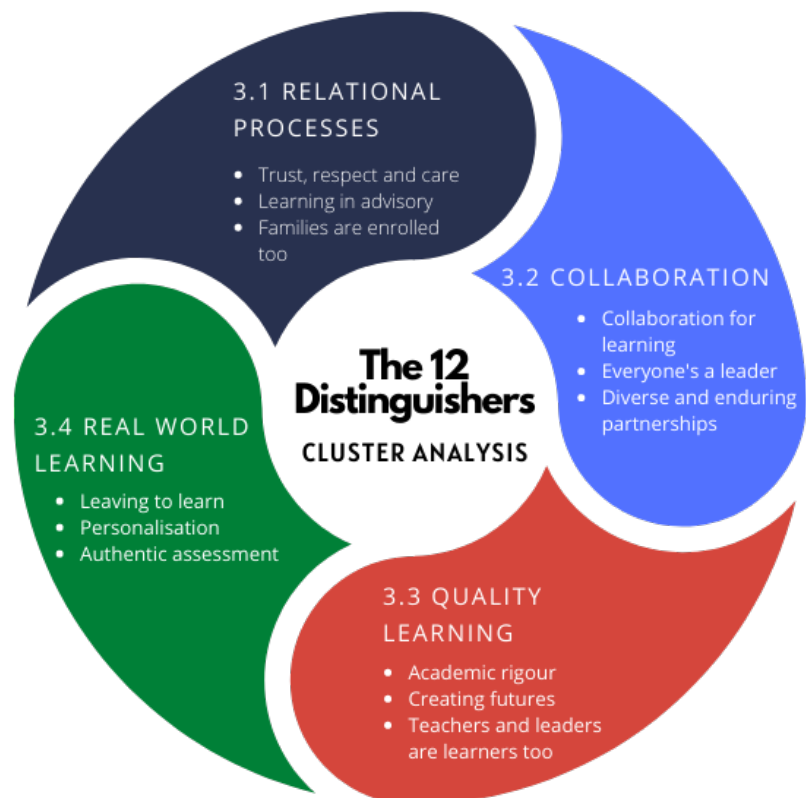 3.1 RELATIONAL
PROCESSES
• Trust, respect and care
• Learning in advisory
• Families are enrolled
too
3.2 COLLABORATION
• Collaboration for
learning
• Everyone's a leader
• Diverse and enduring
partnerships
The 12
Distinguishers
CLUSTER ANALYSIS
3.4 REAL WORLD
LEARNING
• Leaving to learn
• Personalisation
• Authentic assessment
3.3 QUALITY
LEARNING
• Academic rigour
• Creating futures
• Teachers and leaders
are learners too